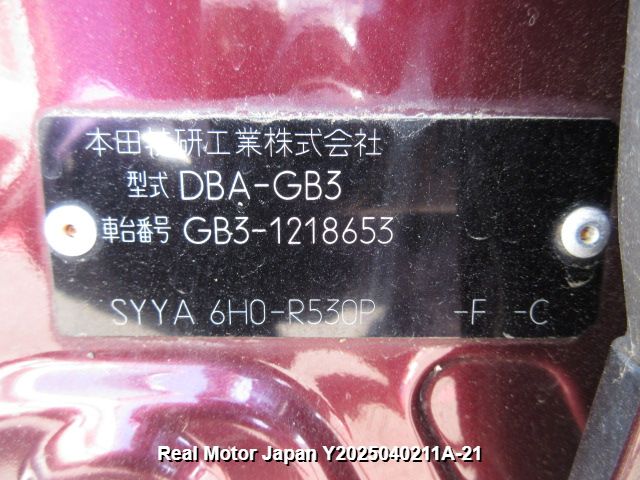 本田技研工業株式会社
型式 DBA-GB3
車台番号 GB3-1218653
SYYA 6H0-R530P -F -C
Real Motor Japan Y2025040211A-21